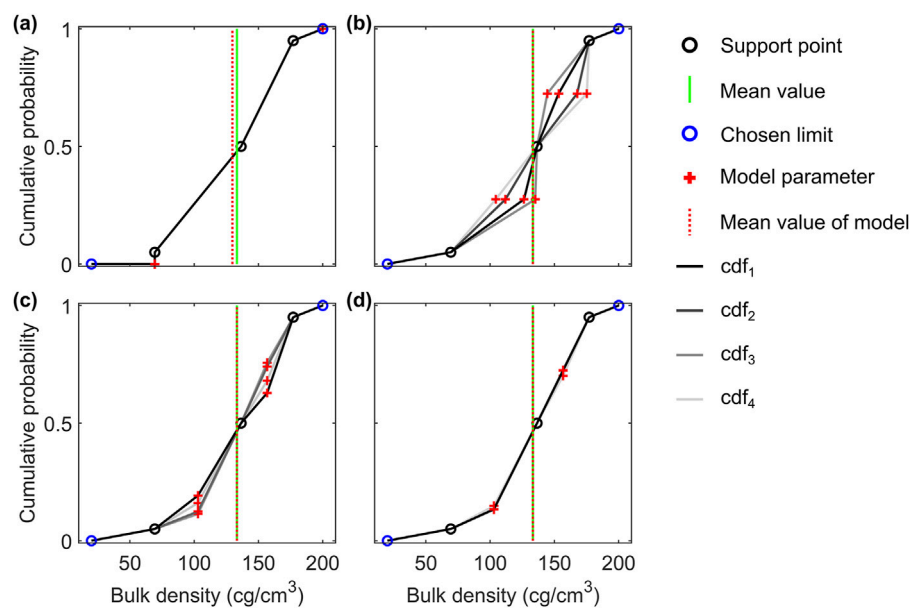 (a)
(b)
Cumulative probability
1
0.5
0
Support point
Mean value
Chosen limit
Model parameter
Mean value of model
cdf₁
cdf₂
cdf₃
cdf₄
(c)
(d)
Cumulative probability
1
0.5
0
50 100 150 200
50 100 150 200
Bulk density (cg/cm³)
Bulk density (cg/cm³)